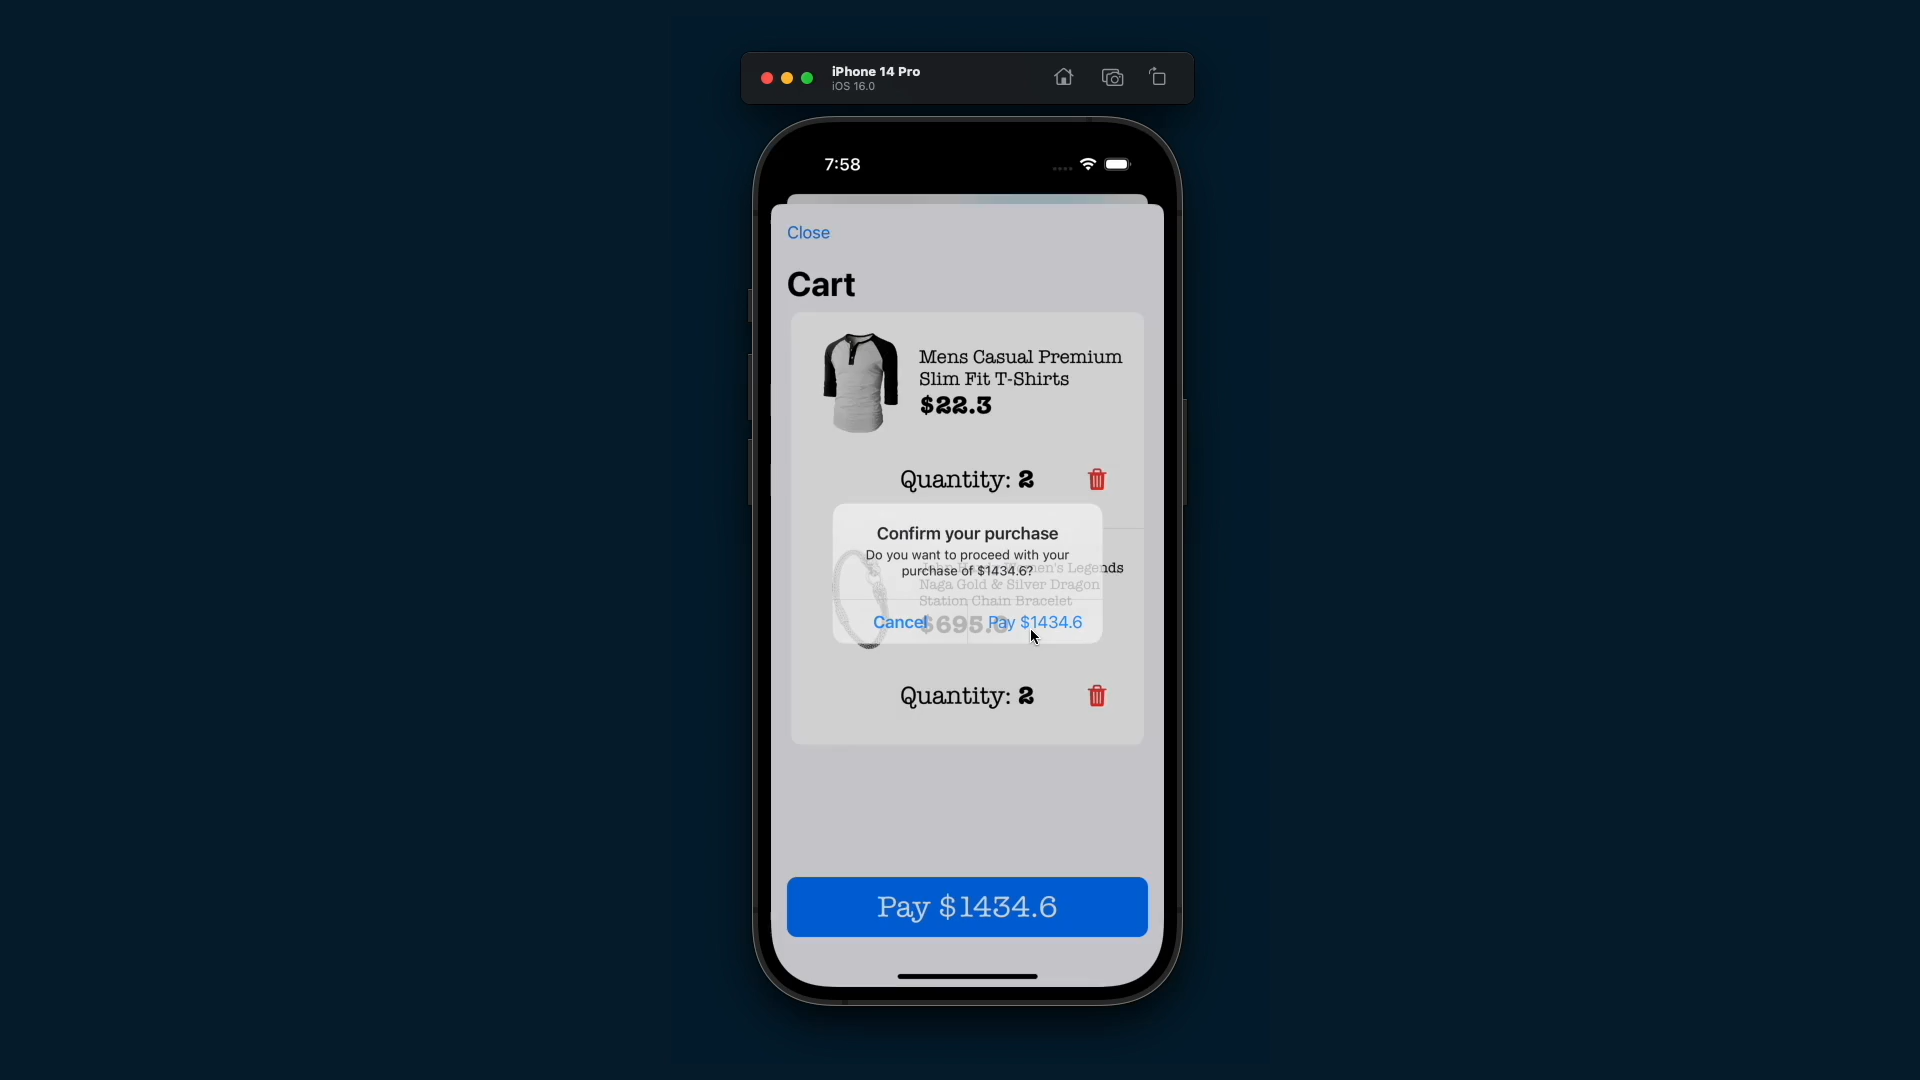 iPhone 14 Pro
iOS 16.0
7:58
Close
Cart
Mens Casual Premium
Slim Fit T-Shirts
$22.3
Quantity: 2
Confirm your purchase
Do you want to proceed with your
purchase of $1434.6?
Women's Legends
Naga Gold & Silver Dragon
Station Chain Bracelet
$695.0
Cancel
Pay $1434.6
Quantity: 2
Pay $1434.6